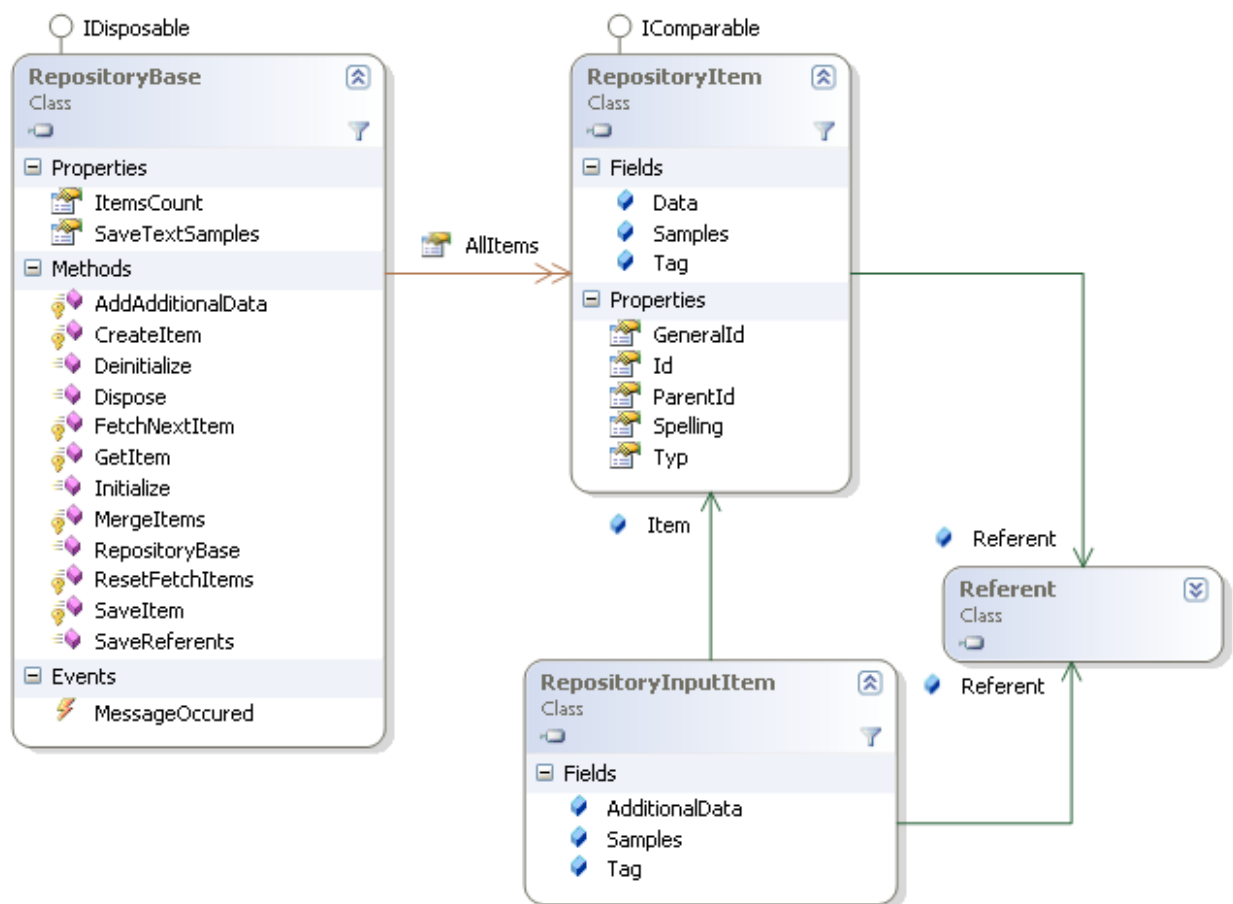 IDisposable
RepositoryBase
Class
Properties
ItemsCount
SaveTextSamples
Methods
AddAdditionalData
CreateItem
Deinitialize
Dispose
FetchNextItem
GetItem
Initialize
MergeItems
RepositoryBase
ResetFetchItems
SaveItem
SaveReferents
Events
MessageOccured
AllItems
IComparable
RepositoryItem
Class
Fields
Data
Samples
Tag
Properties
GeneralId
Id
ParentId
Spelling
Typ
Item
Referent
Referent
Class
Referent
RepositoryInputItem
Class
Fields
AdditionalData
Samples
Tag